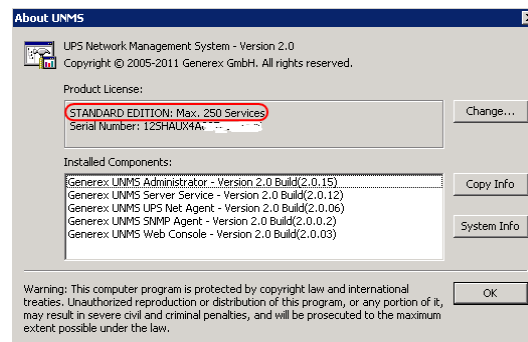 About UNMS
UPS Network Management System - Version 2.0
Copyright © 2005-2011 Generex GmbH. All rights reserved.
Product License:
STANDARD EDITION: Max. 250 Services
Serial Number:
Change...
Installed Components:
Generex UNMS Administrator - Version 2.0 Build(2.0.15)
Generex UNMS Server Service - Version 2.0 Build(2.0.12)
Generex UNMS UPS Net Agent - Version 2.0 Build(2.0.06)
Generex UNMS SNMP Agent - Version 2.0 Build(2.0.0.2)
Generex UNMS Web Console - Version 2.0 Build(2.0.03)
Copy Info
System Info
Warning: This computer program is protected by copyright law and international
treaties. Unauthorized reproduction or distribution of this program, or any portion of it,
may result in severe civil and criminal penalties, and will be prosecuted to the maximum
extent possible under the law.
OK